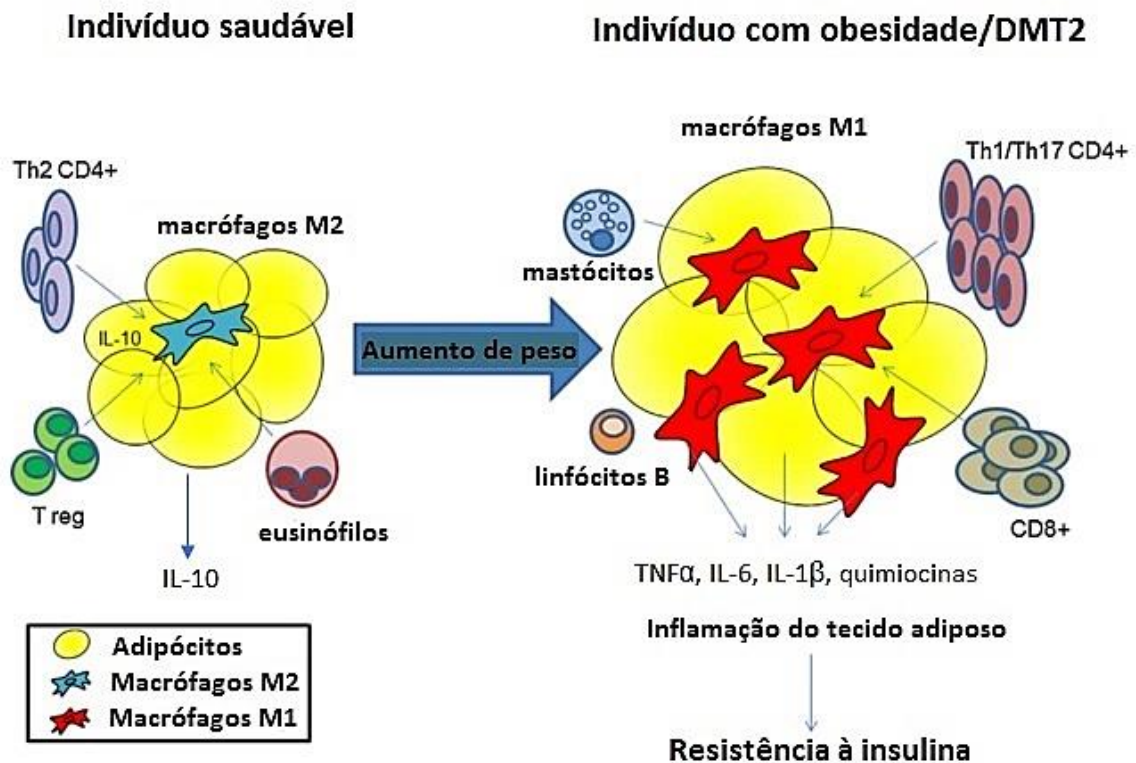 Indivíduo saudável
Indivíduo com obesidade/DMT2
Th2 CD4+
macrófagos M2
IL-10
T reg
eusinófilos
IL-10
Adipócitos
Macrófagos M2
Macrófagos M1
Aumento de peso
macrófagos M1
Th1/Th17 CD4+
mastócitos
linfócitos B
CD8+
TNFα, IL-6, IL-1β, quimiocinas
Inflamação do tecido adiposo
Resistência à insulina